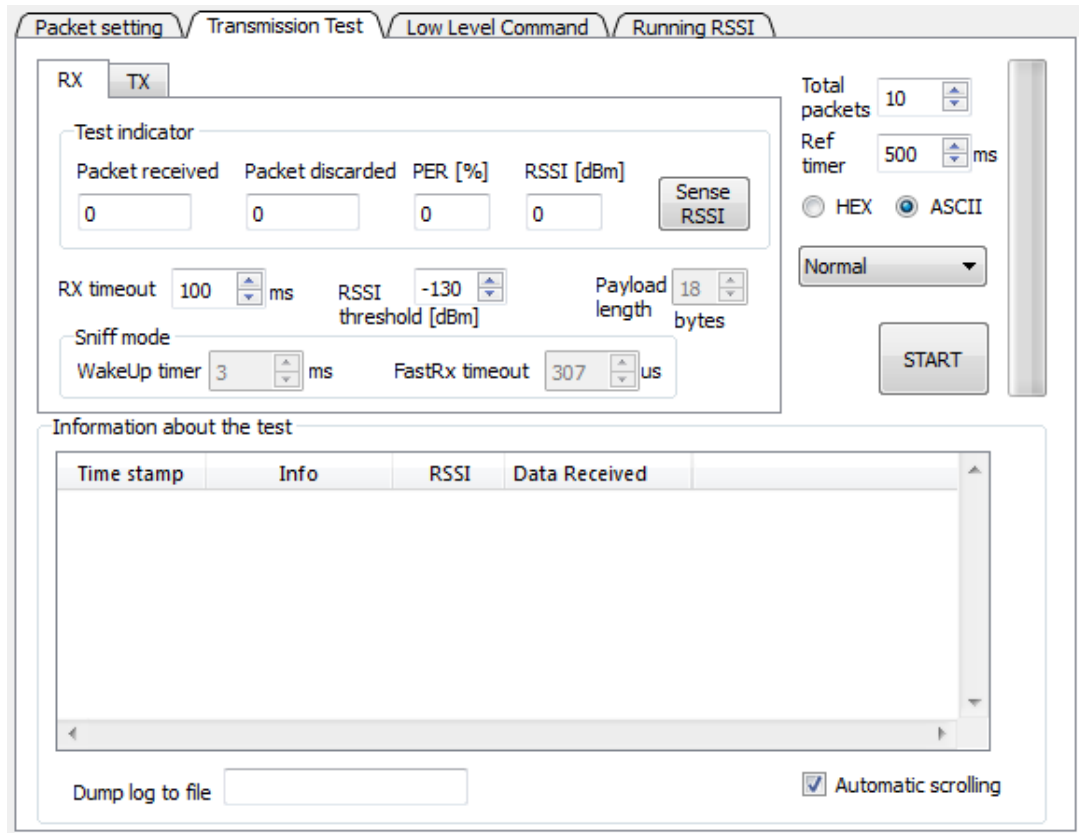 Packet setting Transmission Test Low Level Command Running RSSI
RX TX
Total
packets 10
Ref
timer 500 ms
HEX ASCII
Normal
START
Test indicator
Packet received Packet discarded PER [%] RSSI [dBm]
0 0 0 0
Sense
RSSI
RX timeout 100 ms
RSSI
threshold [dBm] -130
Payload
length 18
bytes
Sniff mode
WakeUp timer 3 ms FastRx timeout 307 us
Information about the test
Time stamp Info RSSI Data Received
Dump log to file
Automatic scrolling